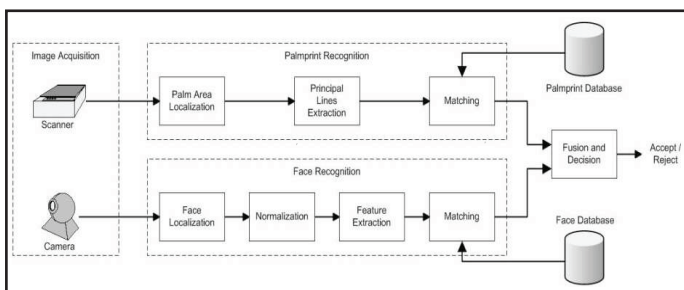 Image Acquisition
Palmprint Recognition
Palm Area
Localization
Principal
Lines
Extraction
Matching
Palmprint Database
Scanner
Fusion and
Decision
Accept /
Reject
Face Recognition
Face
Localization
Normalization
Feature
Extraction
Matching
Face Database
Camera